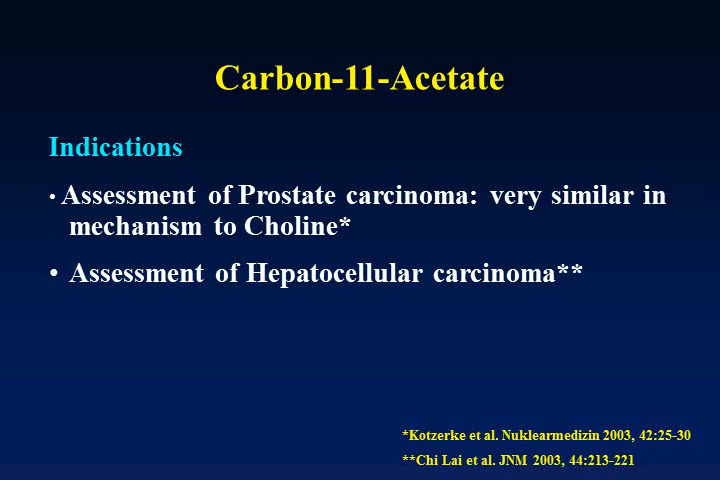 Carbon-11-Acetate
Indications
• Assessment of Prostate carcinoma: very similar in
mechanism to Choline*
• Assessment of Hepatocellular carcinoma**
*Kotzerke et al. Nuklearmedizin 2003, 42:25-30
**Chi Lai et al. JNM 2003, 44:213-221